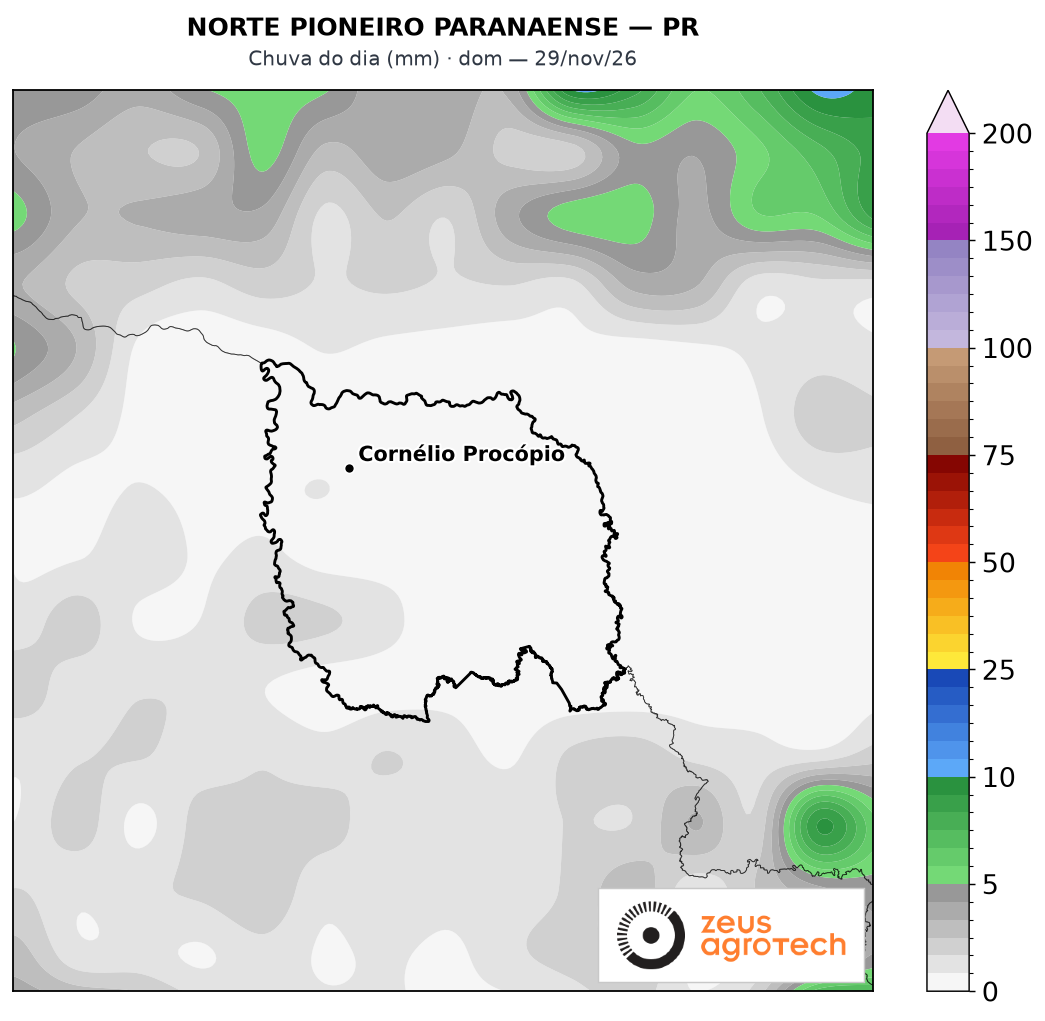 NORTE PIONEIRO PARANAENSE — PR
Chuva do dia (mm) · dom — 29/nov/26
Cornélio Procópio
200
150
100
75
50
25
10
5
0
zeus
agrotech